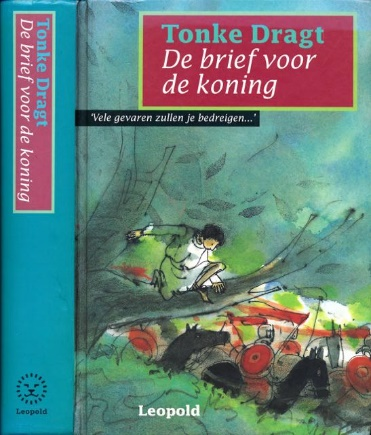 Tonke Dragt
De brief voor de koning
Leopold
Tonke Dragt
De brief voor
de koning
'Vele gevaren zullen je bedreigen...'
Leopold